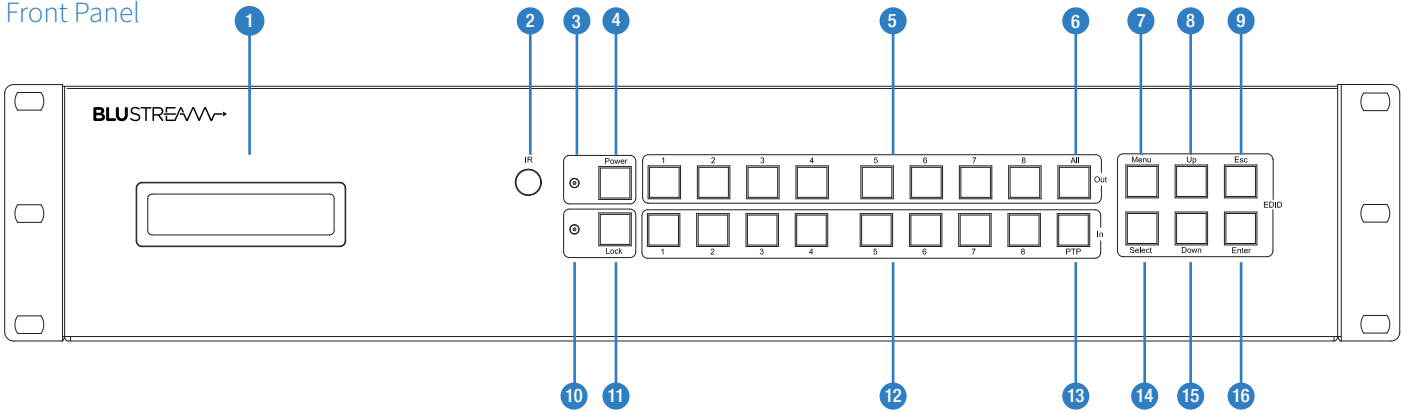 Front Panel
1 2 3 4 5 6 7 8 9
BLUSTREAM
IR
Power 1 2 3 4 5 6 7 8 All
Out
Menu Up Esc
EDID
In
Lock 1 2 3 4 5 6 7 8 PTP
Select Down Enter
10 11 12 13 14 15 16